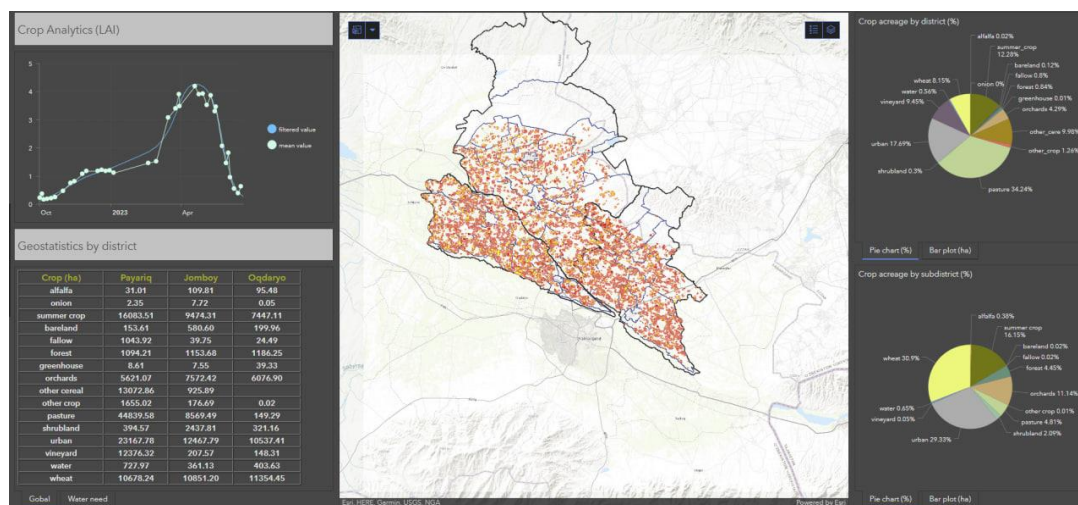 Crop Analytics (LAI)
5
4
3
2
1
0
Oct
2023
Apr
filtered value
mean value
Geostatistics by district
Crop (ha) Payariq Jomboy Oqdaryo
alfalfa 31.01 109.81 95.48
onion 2.35 7.72 0.05
summer crop 16083.51 9474.31 7447.11
bareland 153.61 580.60 199.96
fallow 1043.92 39.75 24.49
forest 1094.21 1153.68 1186.25
greenhouse 8.61 7.55 39.33
orchards 5621.07 7572.42 6076.90
other cereal 13072.86 925.89
other crop 1655.02 176.69 0.02
pasture 44839.58 8569.49 149.29
shrubland 394.57 2437.81 321.16
urban 23167.78 12467.79 10537.41
vineyard 12376.32 207.57 148.31
water 727.97 361.13 403.63
wheat 10678.24 10851.20 11354.45
Gobal Water need
Esri, HERE, Garmin, USGS, NGA
Powered by Esri
Crop acreage by district (%)
alfalfa 0.02%
summer_crop
12.28%
bareland 0.12%
fallow 0.8%
forest 0.84%
onion 0%
greenhouse 0.01%
orchards 4.29%
other_cere 9.98%
other_crop 1.26%
pasture 34.24%
shrubland 0.3%
urban 17.69%
vineyard 9.45%
water 0.56%
wheat 8.15%
Pie chart (%) Bar plot (ha)
Crop acreage by subdistrict (%)
alfalfa 0.38%
summer crop
16.15%
bareland 0.02%
fallow 0.02%
forest 4.45%
orchards 11.14%
other crop 0.01%
pasture 4.81%
shrubland 2.09%
urban 29.33%
vineyard 0.05%
water 0.65%
wheat 30.9%
Pie chart (%) Bar plot (ha)